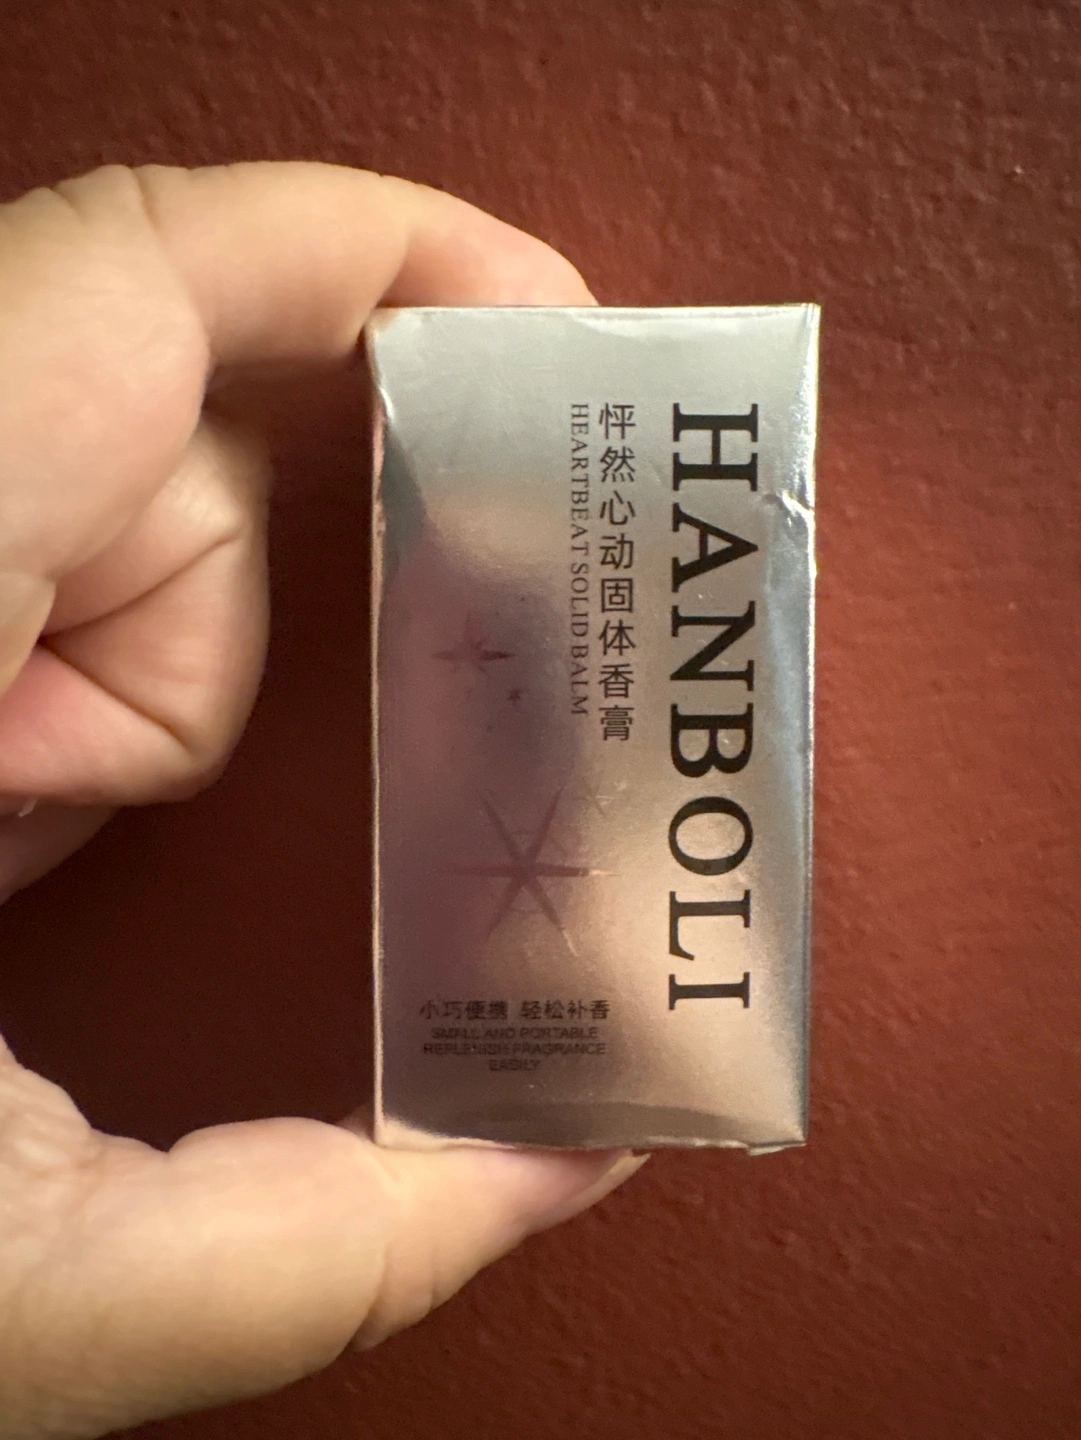 HANBOLI
怦然心动固体香膏
HEARTBEAT SOLID BALM
小巧便携 轻松补香
SMALL AND PORTABLE
REPLENISH FRAGRANCE
EASILY